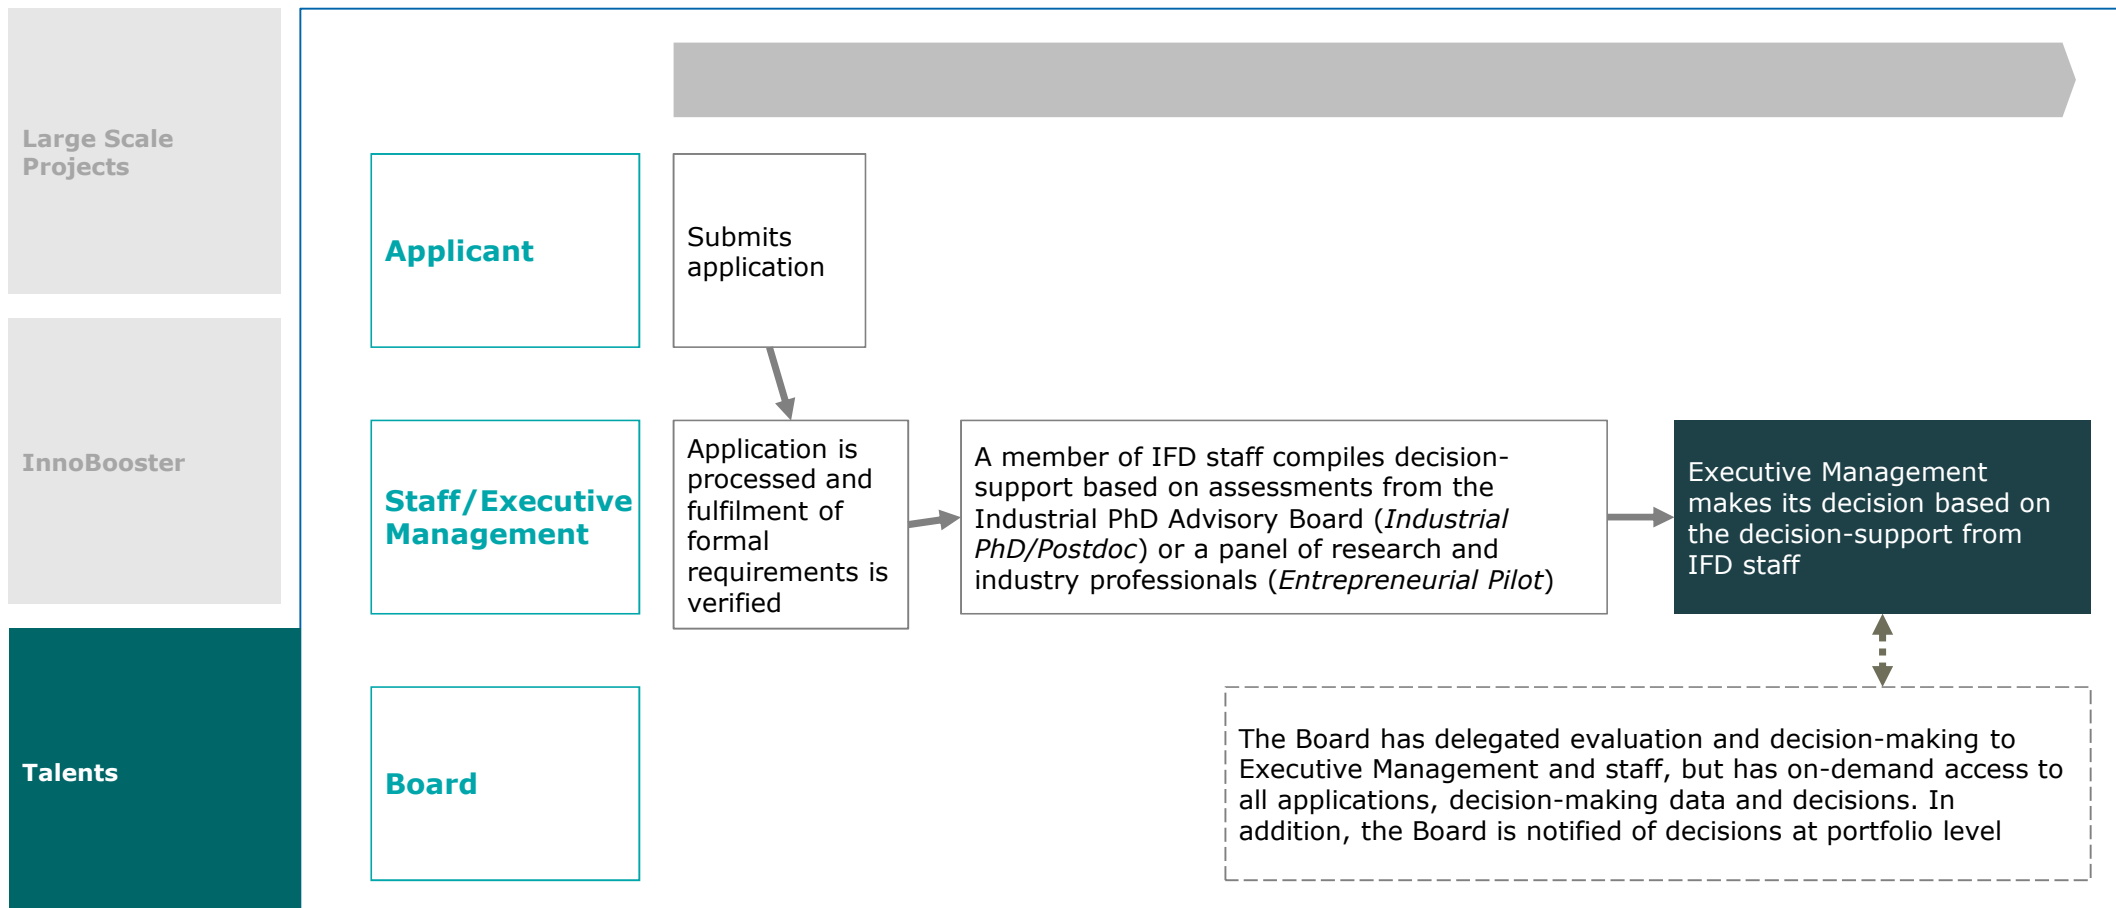 Large Scale
Projects
InnoBooster
Talents
Applicant
Submits
application
Staff/Executive
Management
Application is
processed and
fulfilment of
formal
requirements is
verified
A member of IFD staff compiles decision-
support based on assessments from the
Industrial PhD Advisory Board (Industrial
PhD/Postdoc) or a panel of research and
industry professionals (Entrepreneurial Pilot)
Executive Management
makes its decision based on
the decision-support from
IFD staff
Board
The Board has delegated evaluation and decision-making to
Executive Management and staff, but has on-demand access to
all applications, decision-making data and decisions. In
addition, the Board is notified of decisions at portfolio level